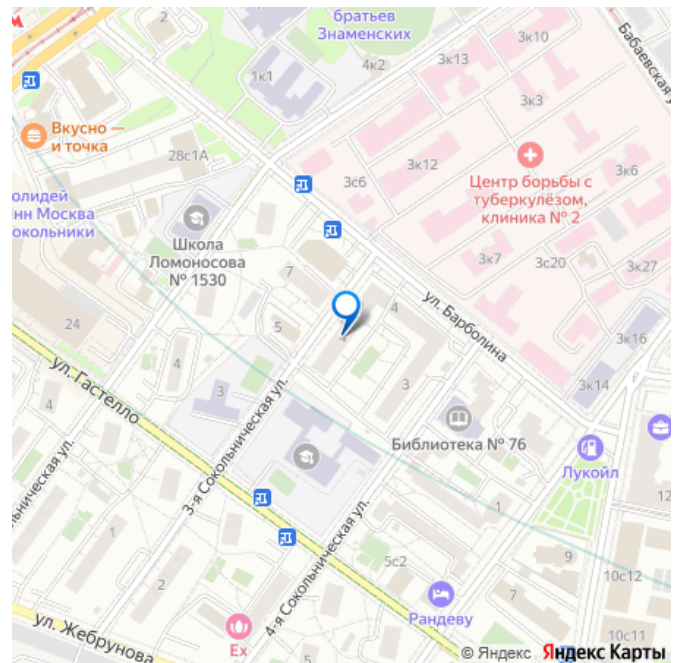 2
братьев
Знаменских
3к10
3к13
4к2
1к1
Бабаевская у
3к3
Вкусно —
и точка
28с1А
3к12
3с6
Центр борьбы с
туберкулёзом,
клиника № 2
3к6
олидей
Инн Москва
окольники
Школа
Ломоносова
№ 1530
3к7
3с20
3к27
7
4
ул. Барболина
24
5
3к16
ул. Гастелло
4
3
3
3к14
4
Библиотека № 76
Лукойл
3-я Сокольническая ул.
ьническая ул.
12
1
1
4-я Сокольническая ул.
5с2
9
10с12
2
7
Рандеву
ул. Жебрунова
Ex
10с11
© Яндекс Яндекс Карты